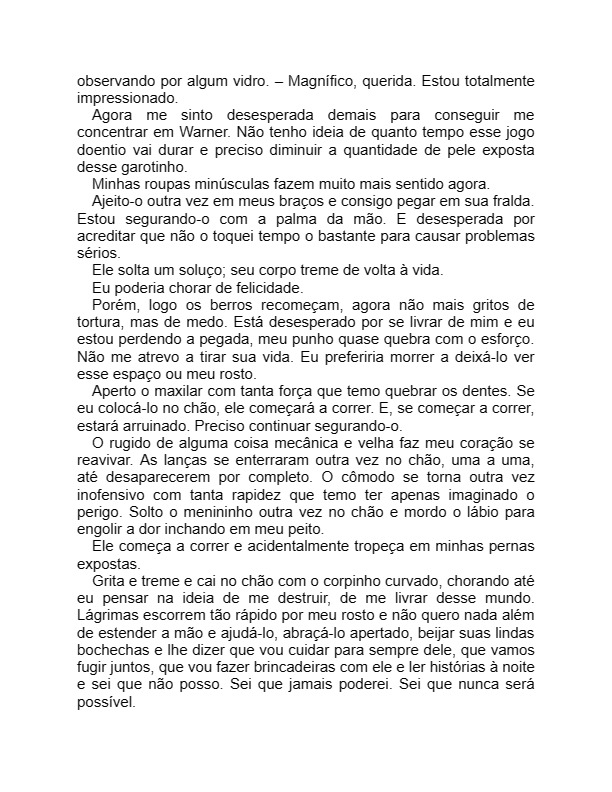 observando por algum vidro. – Magnífico, querida. Estou totalmente
impressionado.
Agora me sinto desesperada demais para conseguir me
concentrar em Warner. Não tenho ideia de quanto tempo esse jogo
doentio vai durar e preciso diminuir a quantidade de pele exposta
desse garotinho.
Minhas roupas minúsculas fazem muito mais sentido agora.
Ajeito-o outra vez em meus braços e consigo pegar em sua fralda.
Estou segurando-o com a palma da mão. E desesperada por
acreditar que não o toquei tempo o bastante para causar problemas
sérios.
Ele solta um soluço; seu corpo treme de volta à vida.
Eu poderia chorar de felicidade.
Porém, logo os berros recomeçam, agora não mais gritos de
tortura, mas de medo. Está desesperado por se livrar de mim e eu
estou perdendo a pegada, meu punho quase quebra com o esforço.
Não me atrevo a tirar sua vida. Eu preferiria morrer a deixá-lo ver
esse espaço ou meu rosto.
Aperto o maxilar com tanta força que temo quebrar os dentes. Se
eu colocá-lo no chão, ele começará a correr. E, se começar a correr,
estará arruinado. Preciso continuar segurando-o.
O rugido de alguma coisa mecânica e velha faz meu coração se
reavivar. As lanças se enterraram outra vez no chão, uma a uma,
até desaparecerem por completo. O cômodo se torna outra vez
inofensivo com tanta rapidez que temo ter apenas imaginado o
perigo. Solto o menininho outra vez no chão e mordo o lábio para
engolir a dor inchando em meu peito.
Ele começa a correr e acidentalmente tropeça em minhas pernas
expostas.
Grita e treme e cai no chão com o corpinho curvado, chorando até
eu pensar na ideia de me destruir, de me livrar desse mundo.
Lágrimas escorrem tão rápido por meu rosto e não quero nada além
de estender a mão e ajudá-lo, abraçá-lo apertado, beijar suas lindas
bochechas e lhe dizer que vou cuidar para sempre dele, que vamos
fugir juntos, que vou fazer brincadeiras com ele e ler histórias à noite
e sei que não posso. Sei que jamais poderei. Sei que nunca será
possível.